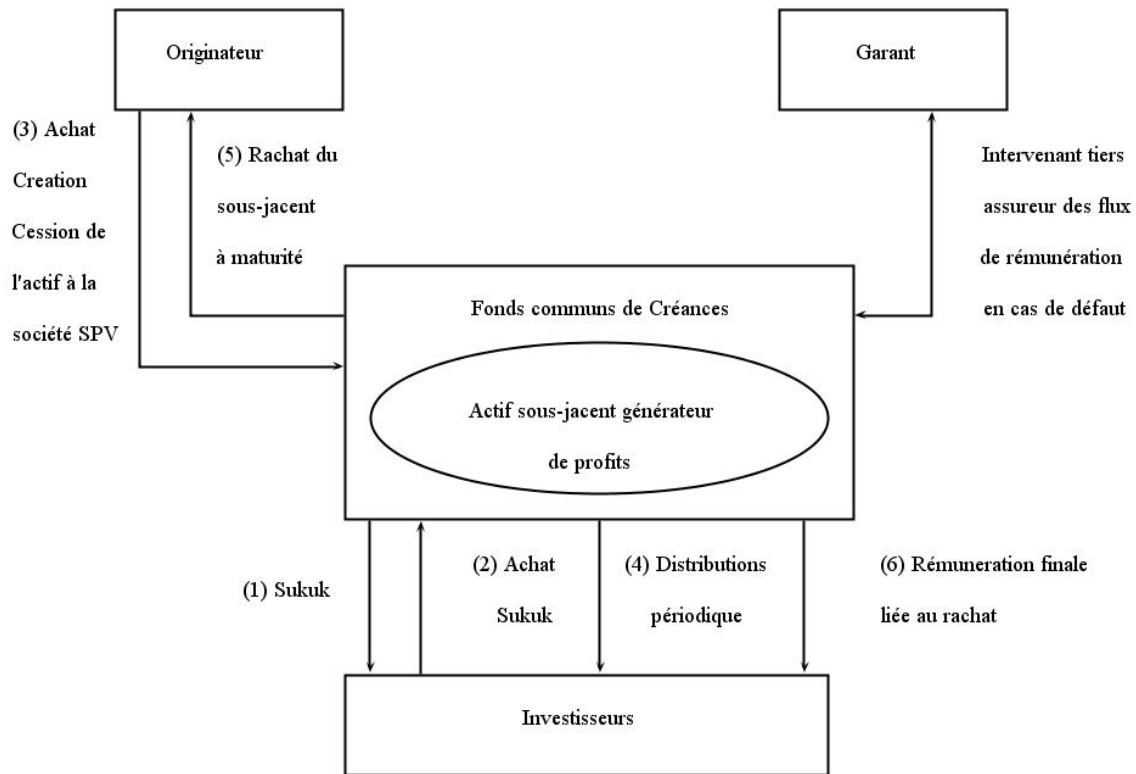 Originateur
Garant
(3) Achat
Creation
Cession de
l'actif à la
société SPV
(5) Rachat du
sous-jacent
à maturité
Intervenant tiers
assureur des flux
de rémunération
en cas de défaut
Fonds communs de Créances
Actif sous-jacent générateur
de profits
(1) Sukuk
(2) Achat
Sukuk
(4) Distributions
périodique
(6) Rémuneration finale
liée au rachat
Investisseurs